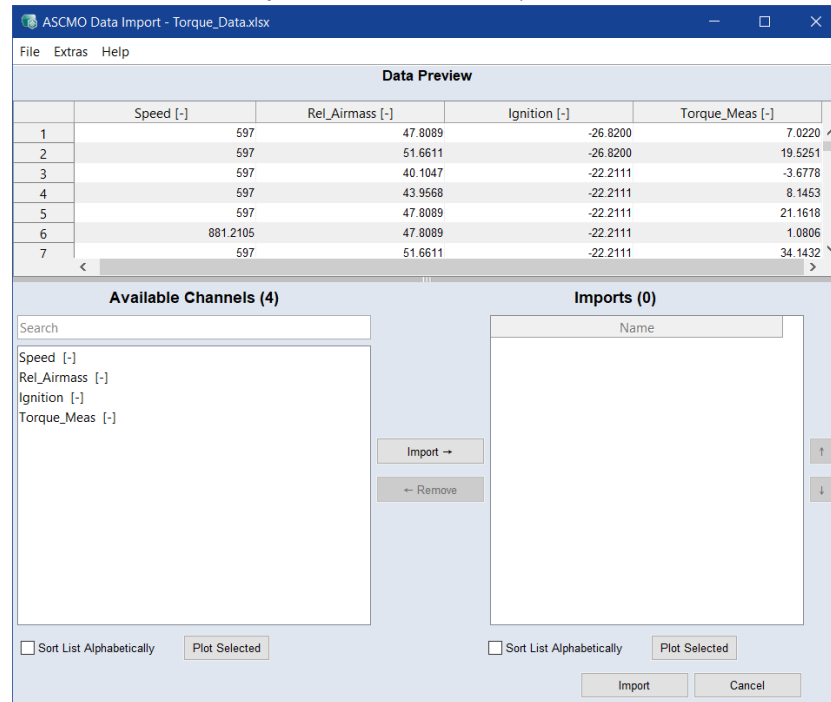 ASCMO Data Import - Torque_Data.xlsx
File Extras Help
Data Preview
Speed [-] Rel_Airmass [-] Ignition [-] Torque_Meas [-]
1 597 47.8089 -26.8200 7.0220
2 597 51.6611 -26.8200 19.5251
3 597 40.1047 -22.2111 -3.6778
4 597 43.9568 -22.2111 8.1453
5 597 47.8089 -22.2111 21.1618
6 881.2105 47.8089 -22.2111 1.0806
7 597 51.6611 -22.2111 34.1432
Available Channels (4)
Search
Speed [-]
Rel_Airmass [-]
Ignition [-]
Torque_Meas [-]
Import →
← Remove
Imports (0)
Name
↑
↓
Sort List Alphabetically Plot Selected
Sort List Alphabetically Plot Selected
Import Cancel